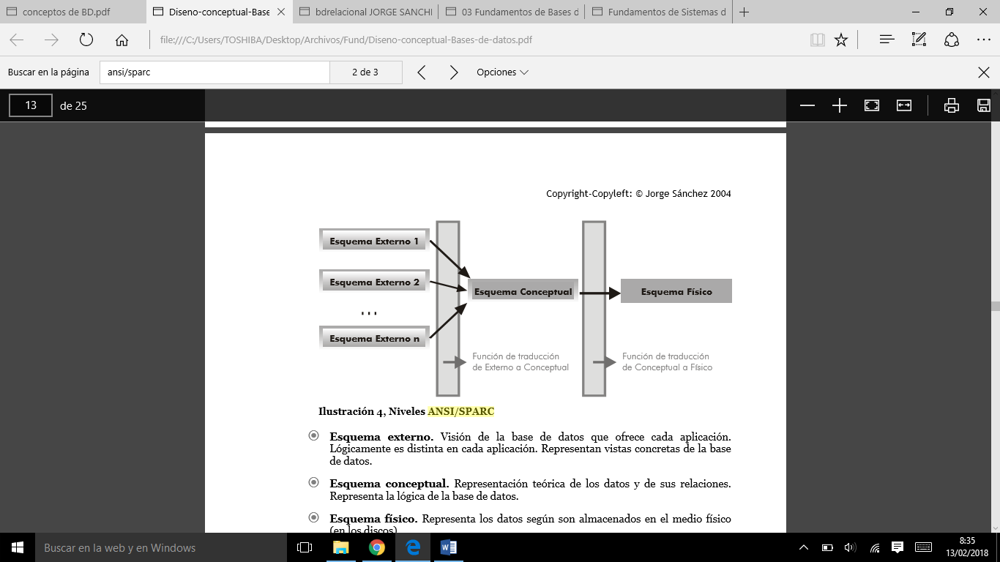 conceptos de BD.pdf
Diseno-conceptual-Base
bdrelacional JORGE SANCHI
03 Fundamentos de Bases d
Fundamentos de Sistemas d
file:///C:/Users/TOSHIBA/Desktop/Archivos/Fund/Diseno-conceptual-Bases-de-datos.pdf
Buscar en la página
ansi/sparc
2 de 3
Opciones
13
de 25
Copyright-Copyleft: © Jorge Sánchez 2004
Esquema Externo 1
Esquema Externo 2
...
Esquema Externo n
Esquema Conceptual
Esquema Físico
Función de traducción
de Externo a Conceptual
Función de traducción
de Conceptual a Físico
Ilustración 4, Niveles ANSI/SPARC
Esquema externo. Visión de la base de datos que ofrece cada aplicación.
Lógicamente es distinta en cada aplicación. Representan vistas concretas de la base
de datos.
Esquema conceptual. Representación teórica de los datos y de sus relaciones.
Representa la lógica de la base de datos.
Esquema físico. Representa los datos según son almacenados en el medio físico
(en los discos)
Buscar en la web y en Windows
8:35
13/02/2018